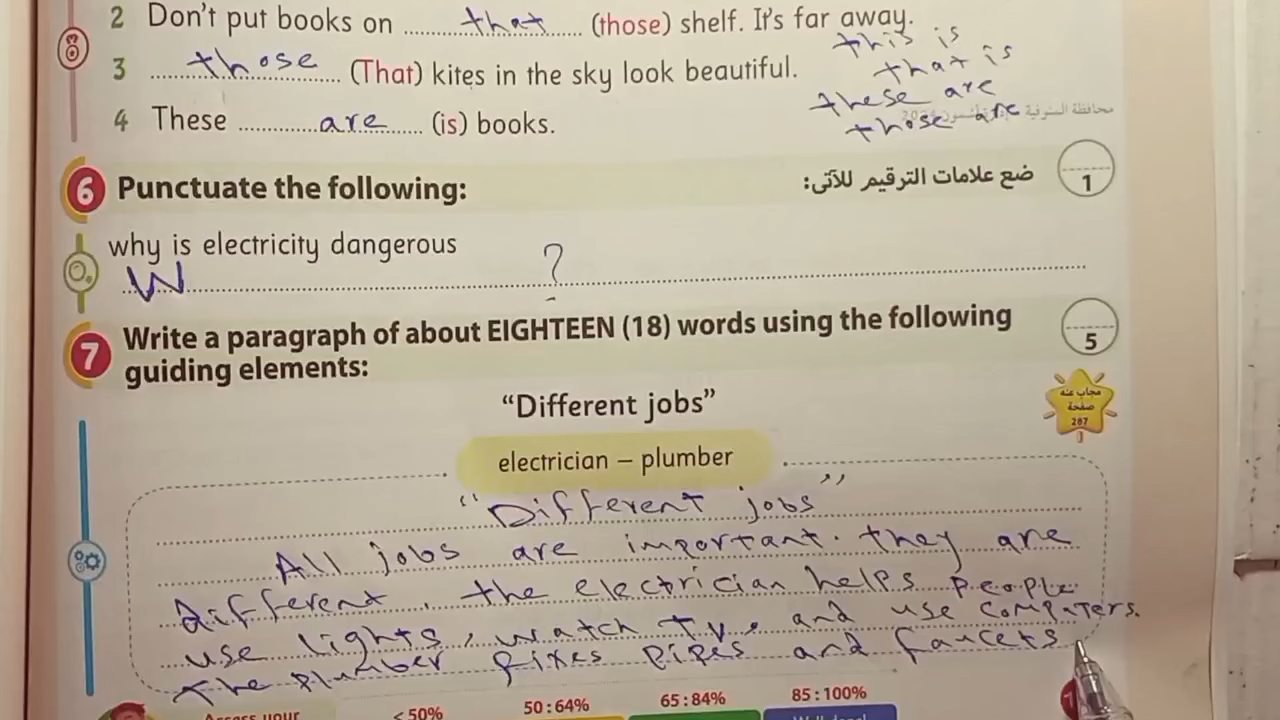 2 Don't put books on that (those) shelf. It's far away.
3 those (That) kites in the sky look beautiful.
this is
that is
these are
those are
4 These are (is) books.
6 Punctuate the following:
ضع علامات الترقيم للآتى:
1
why is electricity dangerous
W ?
7 Write a paragraph of about EIGHTEEN (18) words using the following
guiding elements:
5
"Different jobs"
مجاب عنه
صفحة
287
electrician – plumber
"Different jobs"
All jobs are important. they are
different. the electrician helps people
use lights, watch tv, and use computers.
The plumber fixes pipes and faucets
<50%
50:64%
65:84%
85:100%